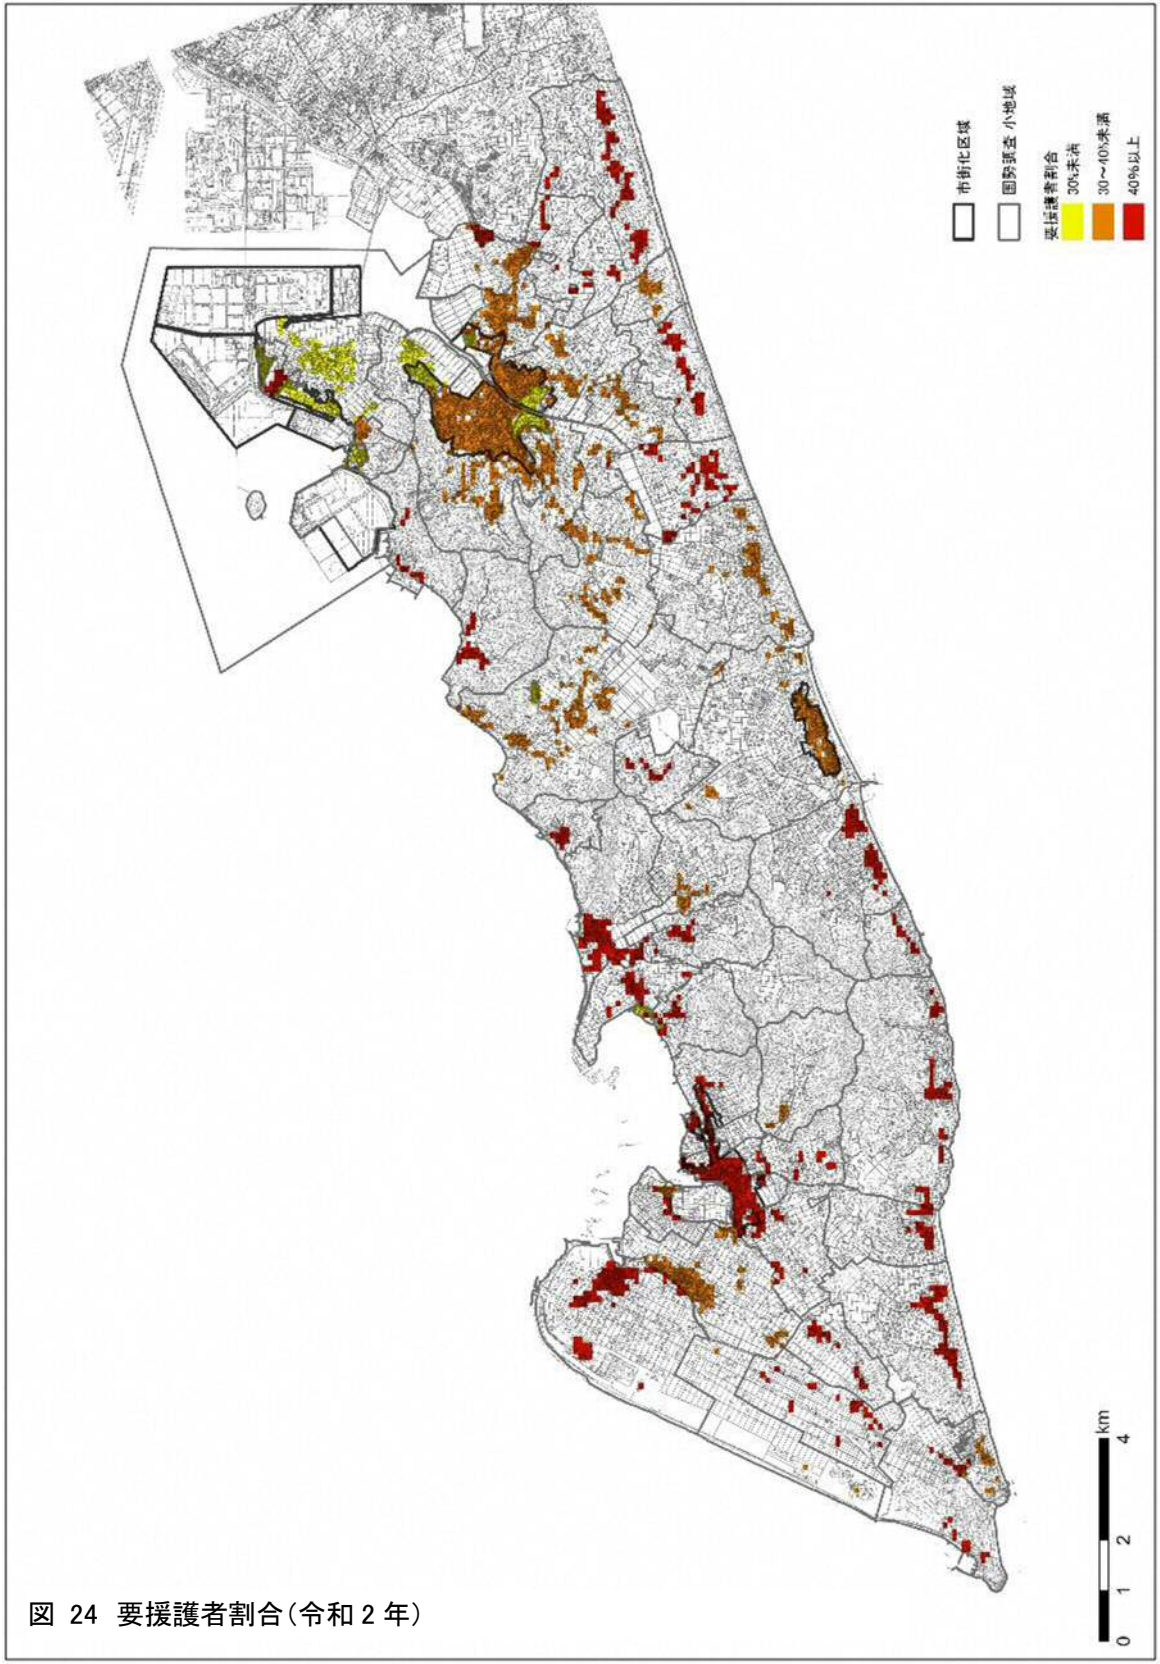 市街化区域
国勢調査 小地域
要援護者割合
30%未満
30～40%未満
40%以上
0 1 2 4 km
図 24 要援護者割合(令和 2 年)